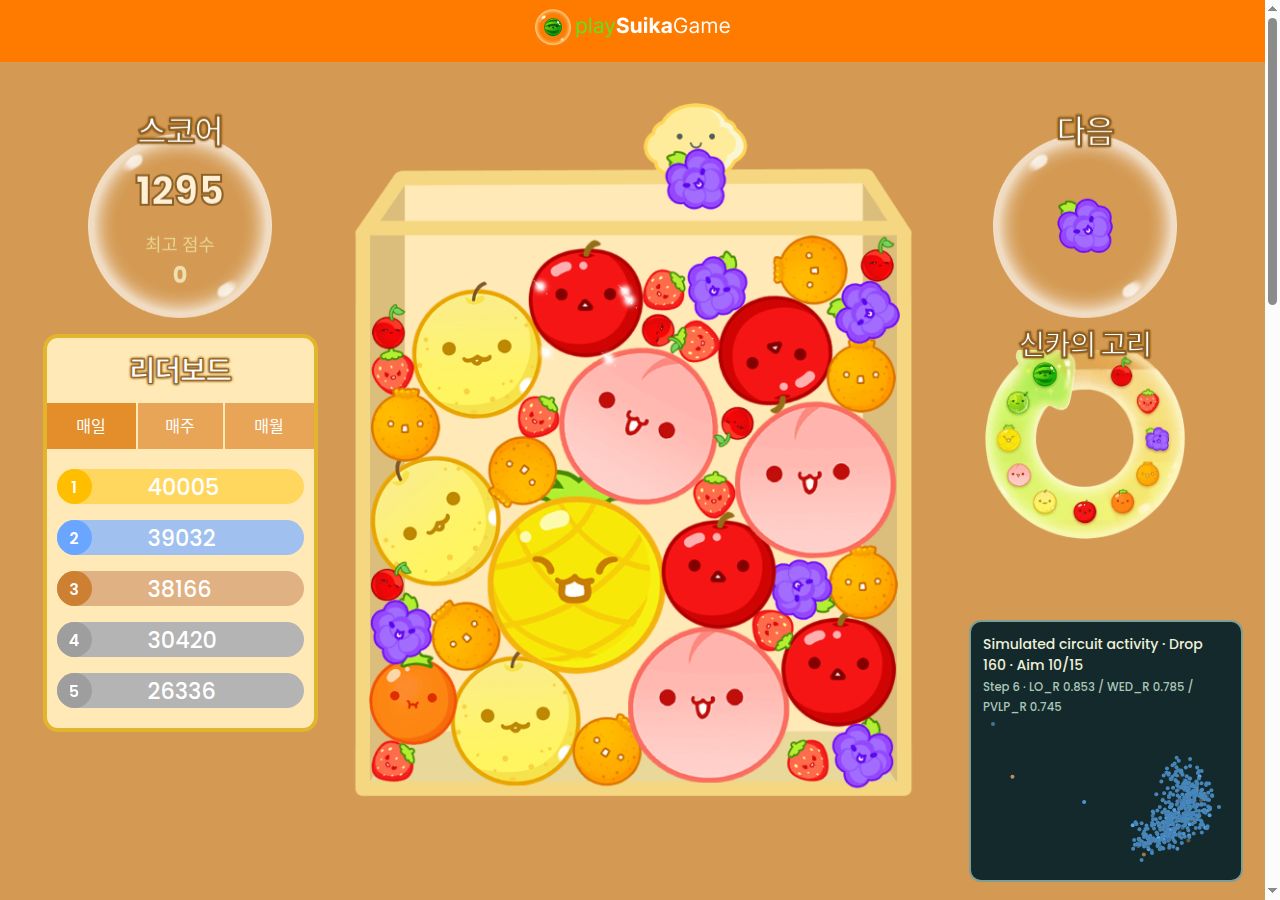 playSuikaGame
스코어
1295
최고 점수
0
리더보드
매일 매주 매월
1 40005
2 39032
3 38166
4 30420
5 26336
다음
신카의 고리
Simulated circuit activity · Drop
160 · Aim 10/15
Step 6 · LO_R 0.853 / WED_R 0.785 /
PVLP_R 0.745